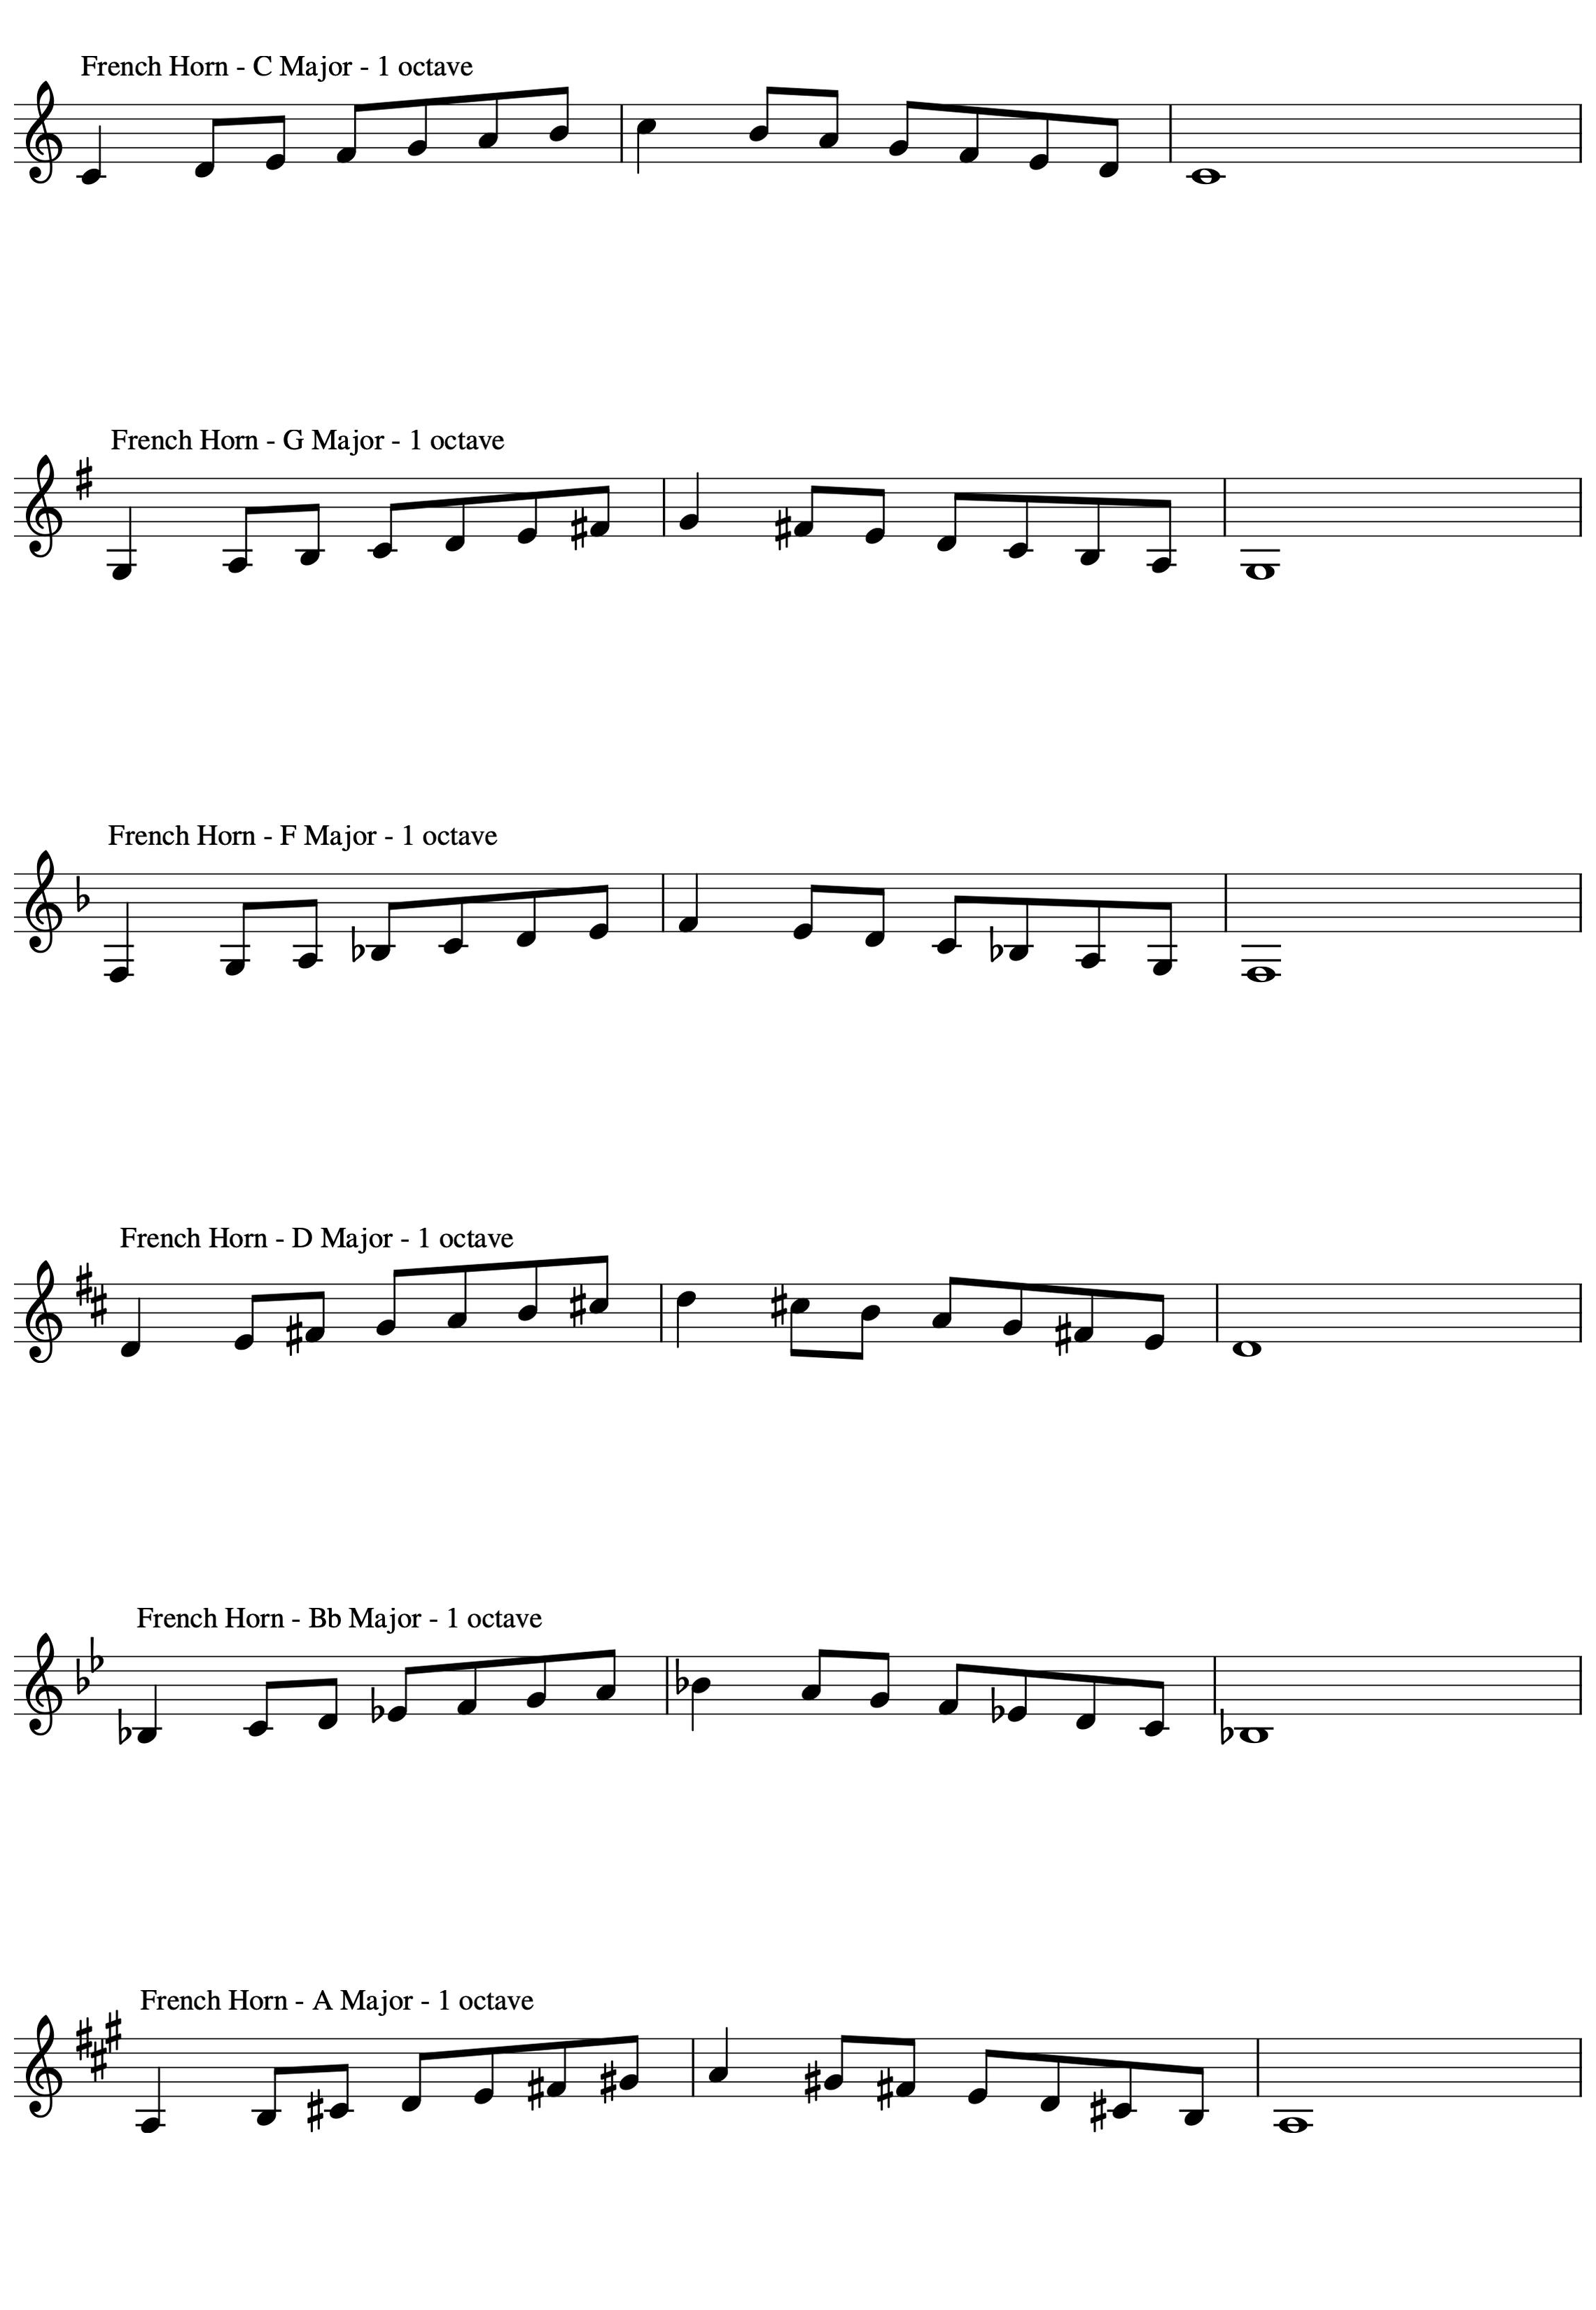 French Horn - C Major - 1 octave
French Horn - G Major - 1 octave
French Horn - F Major - 1 octave
French Horn - D Major - 1 octave
French Horn - Bb Major - 1 octave
French Horn - A Major - 1 octave